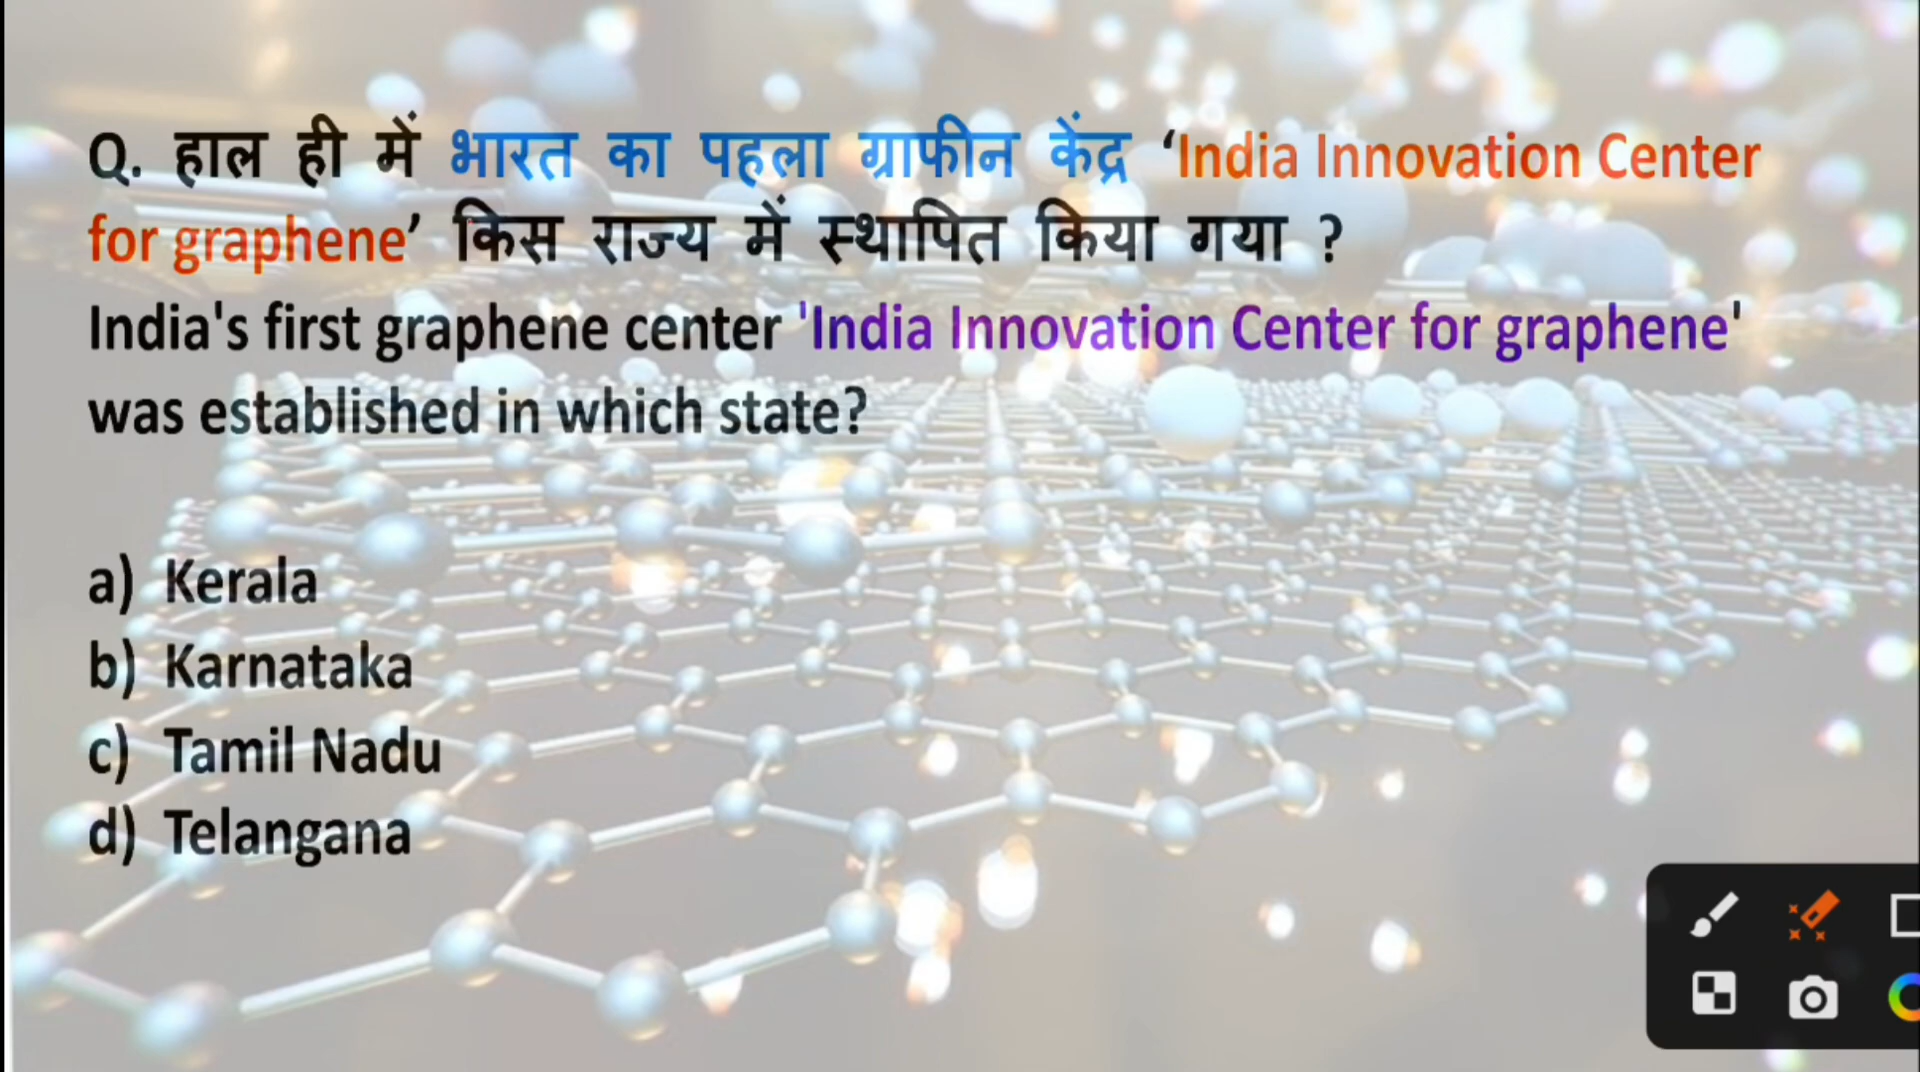 Q. हाल ही में भारत का पहला ग्राफीन केंद्र ‘India Innovation Center
for graphene’ किस राज्य में स्थापित किया गया ?
India's first graphene center 'India Innovation Center for graphene'
was established in which state?
a) Kerala
b) Karnataka
c) Tamil Nadu
d) Telangana